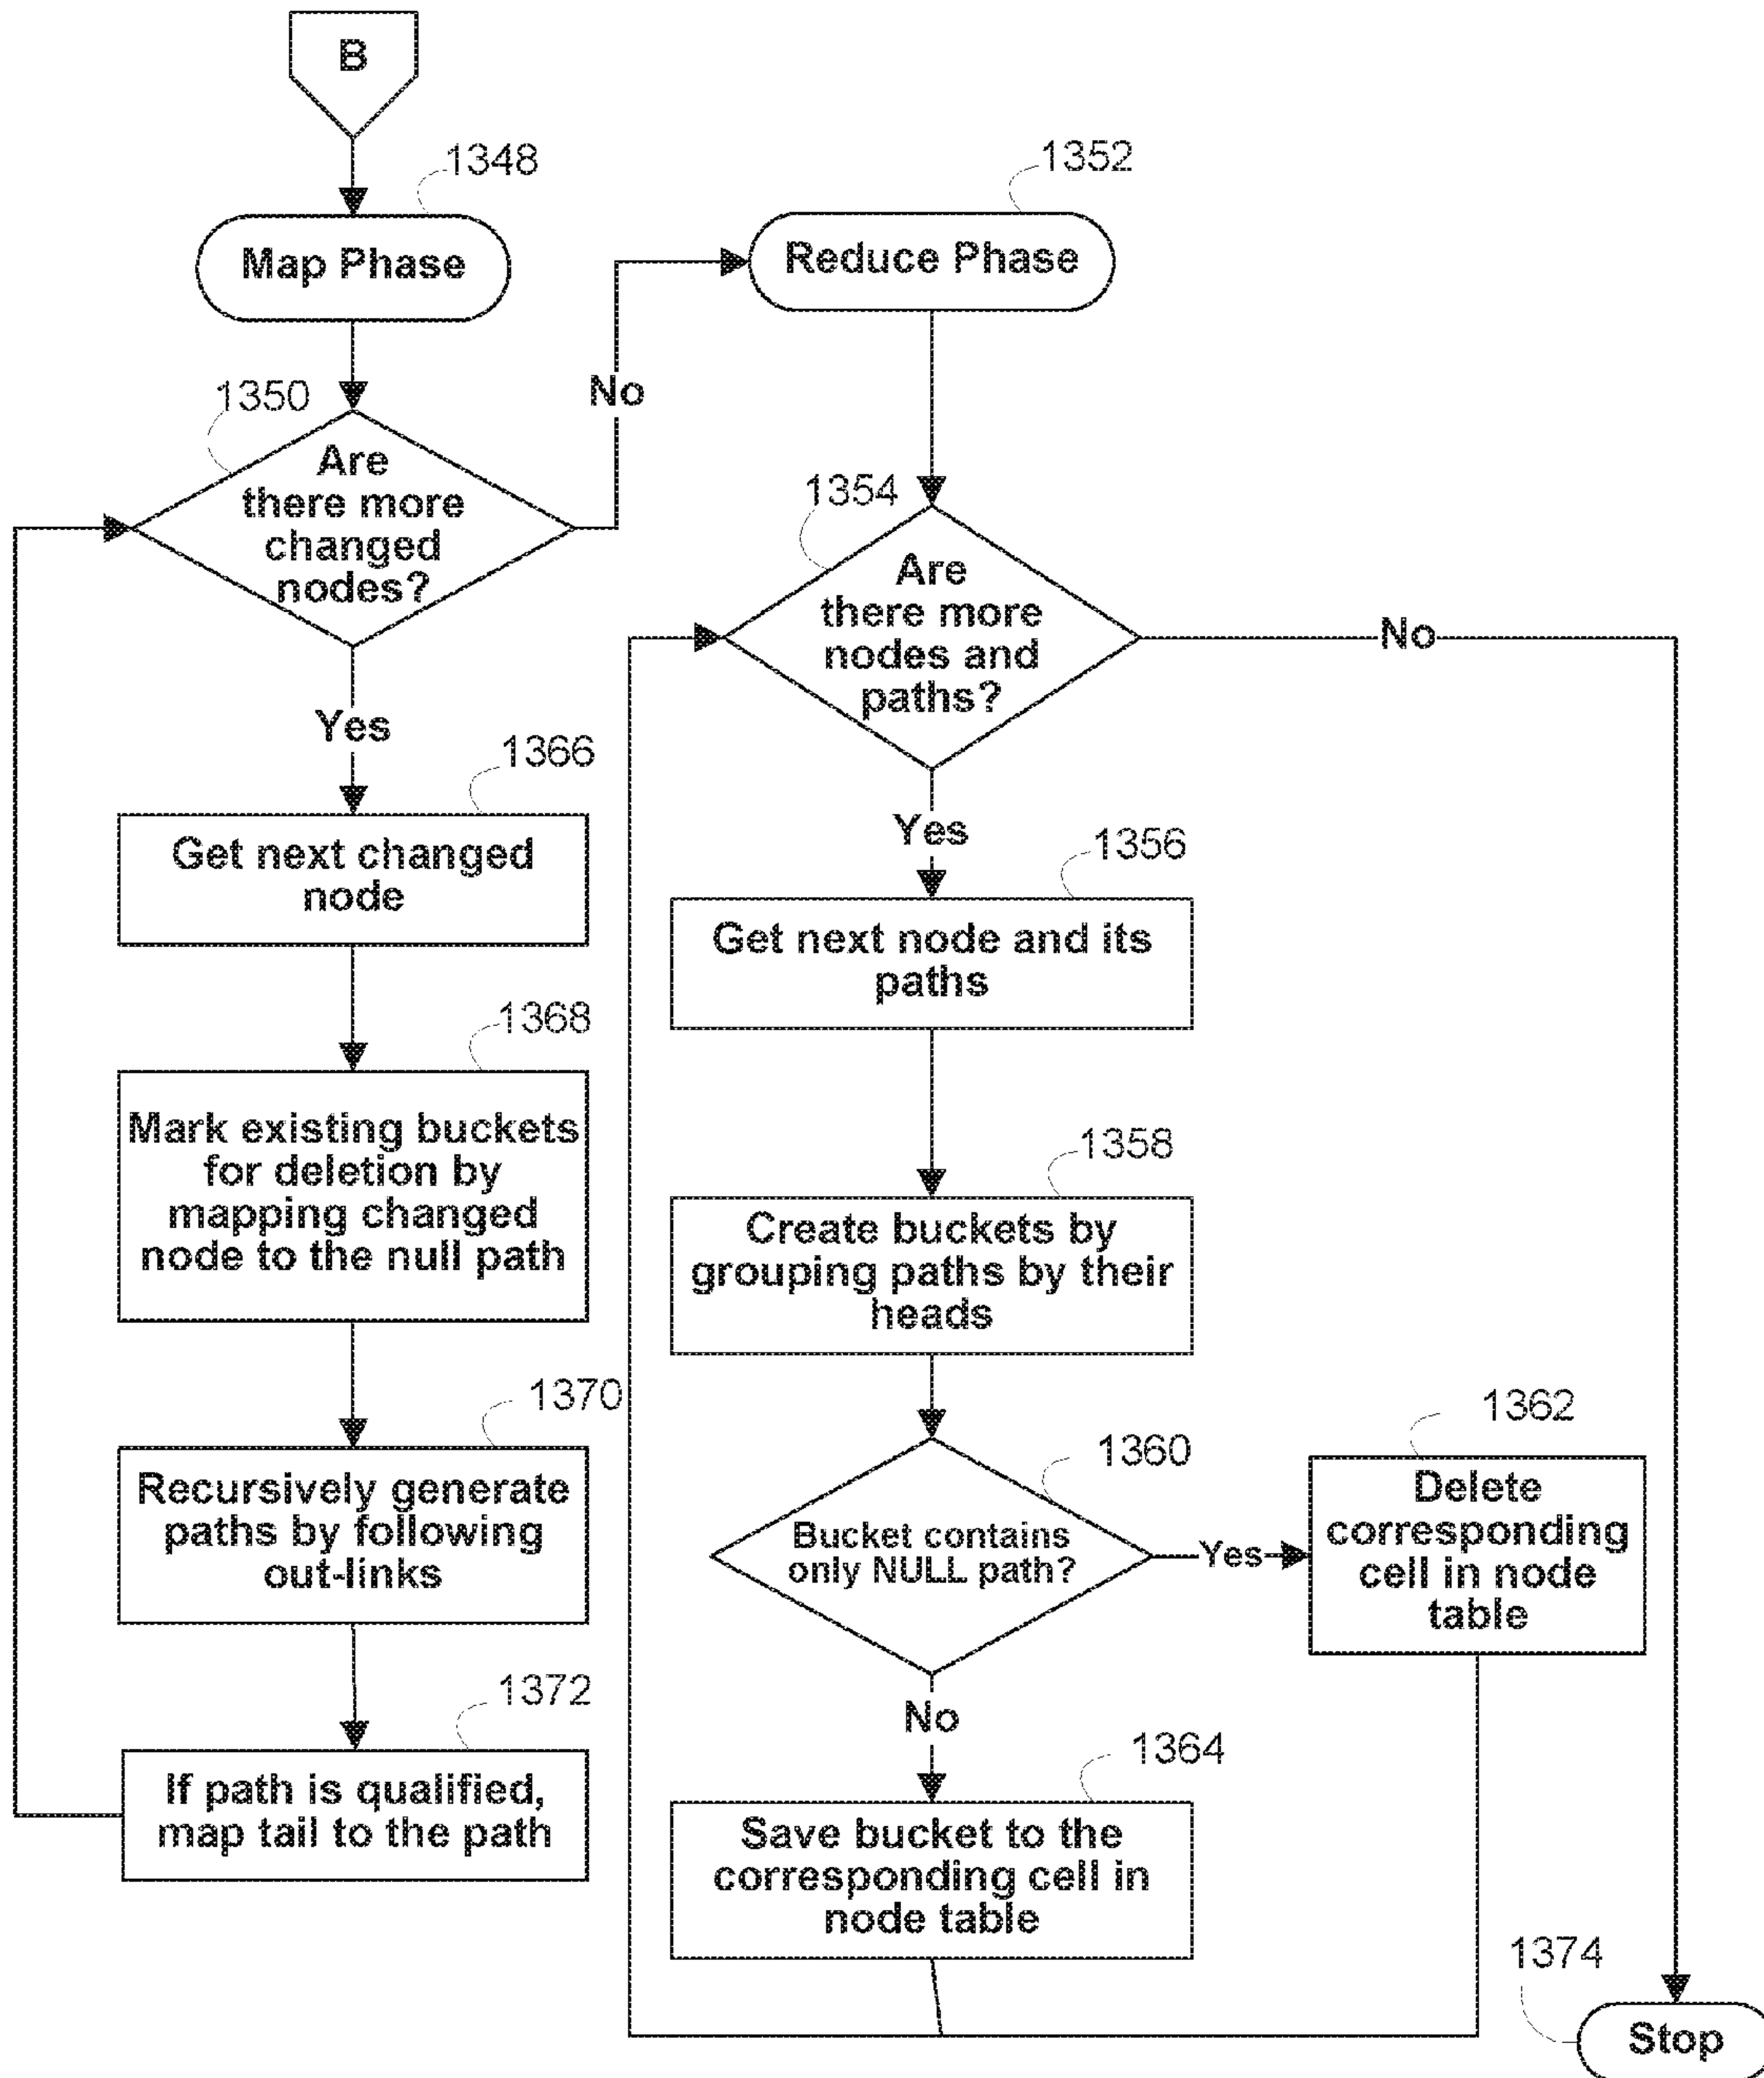 B
1348
Map Phase
1350
Are
there more
changed
nodes?
No
Yes
1366
Get next changed
node
1368
Mark existing buckets
for deletion by
mapping changed
node to the null path
1370
Recursively generate
paths by following
out-links
1372
If path is qualified,
map tail to the path
1352
Reduce Phase
1354
Are
there more
nodes and
paths?
No
Yes
1356
Get next node and its
paths
1358
Create buckets by
grouping paths by their
heads
1360
Bucket contains
only NULL path?
Yes
1362
Delete
corresponding
cell in node
table
No
1364
Save bucket to the
corresponding cell in
node table
1374
Stop